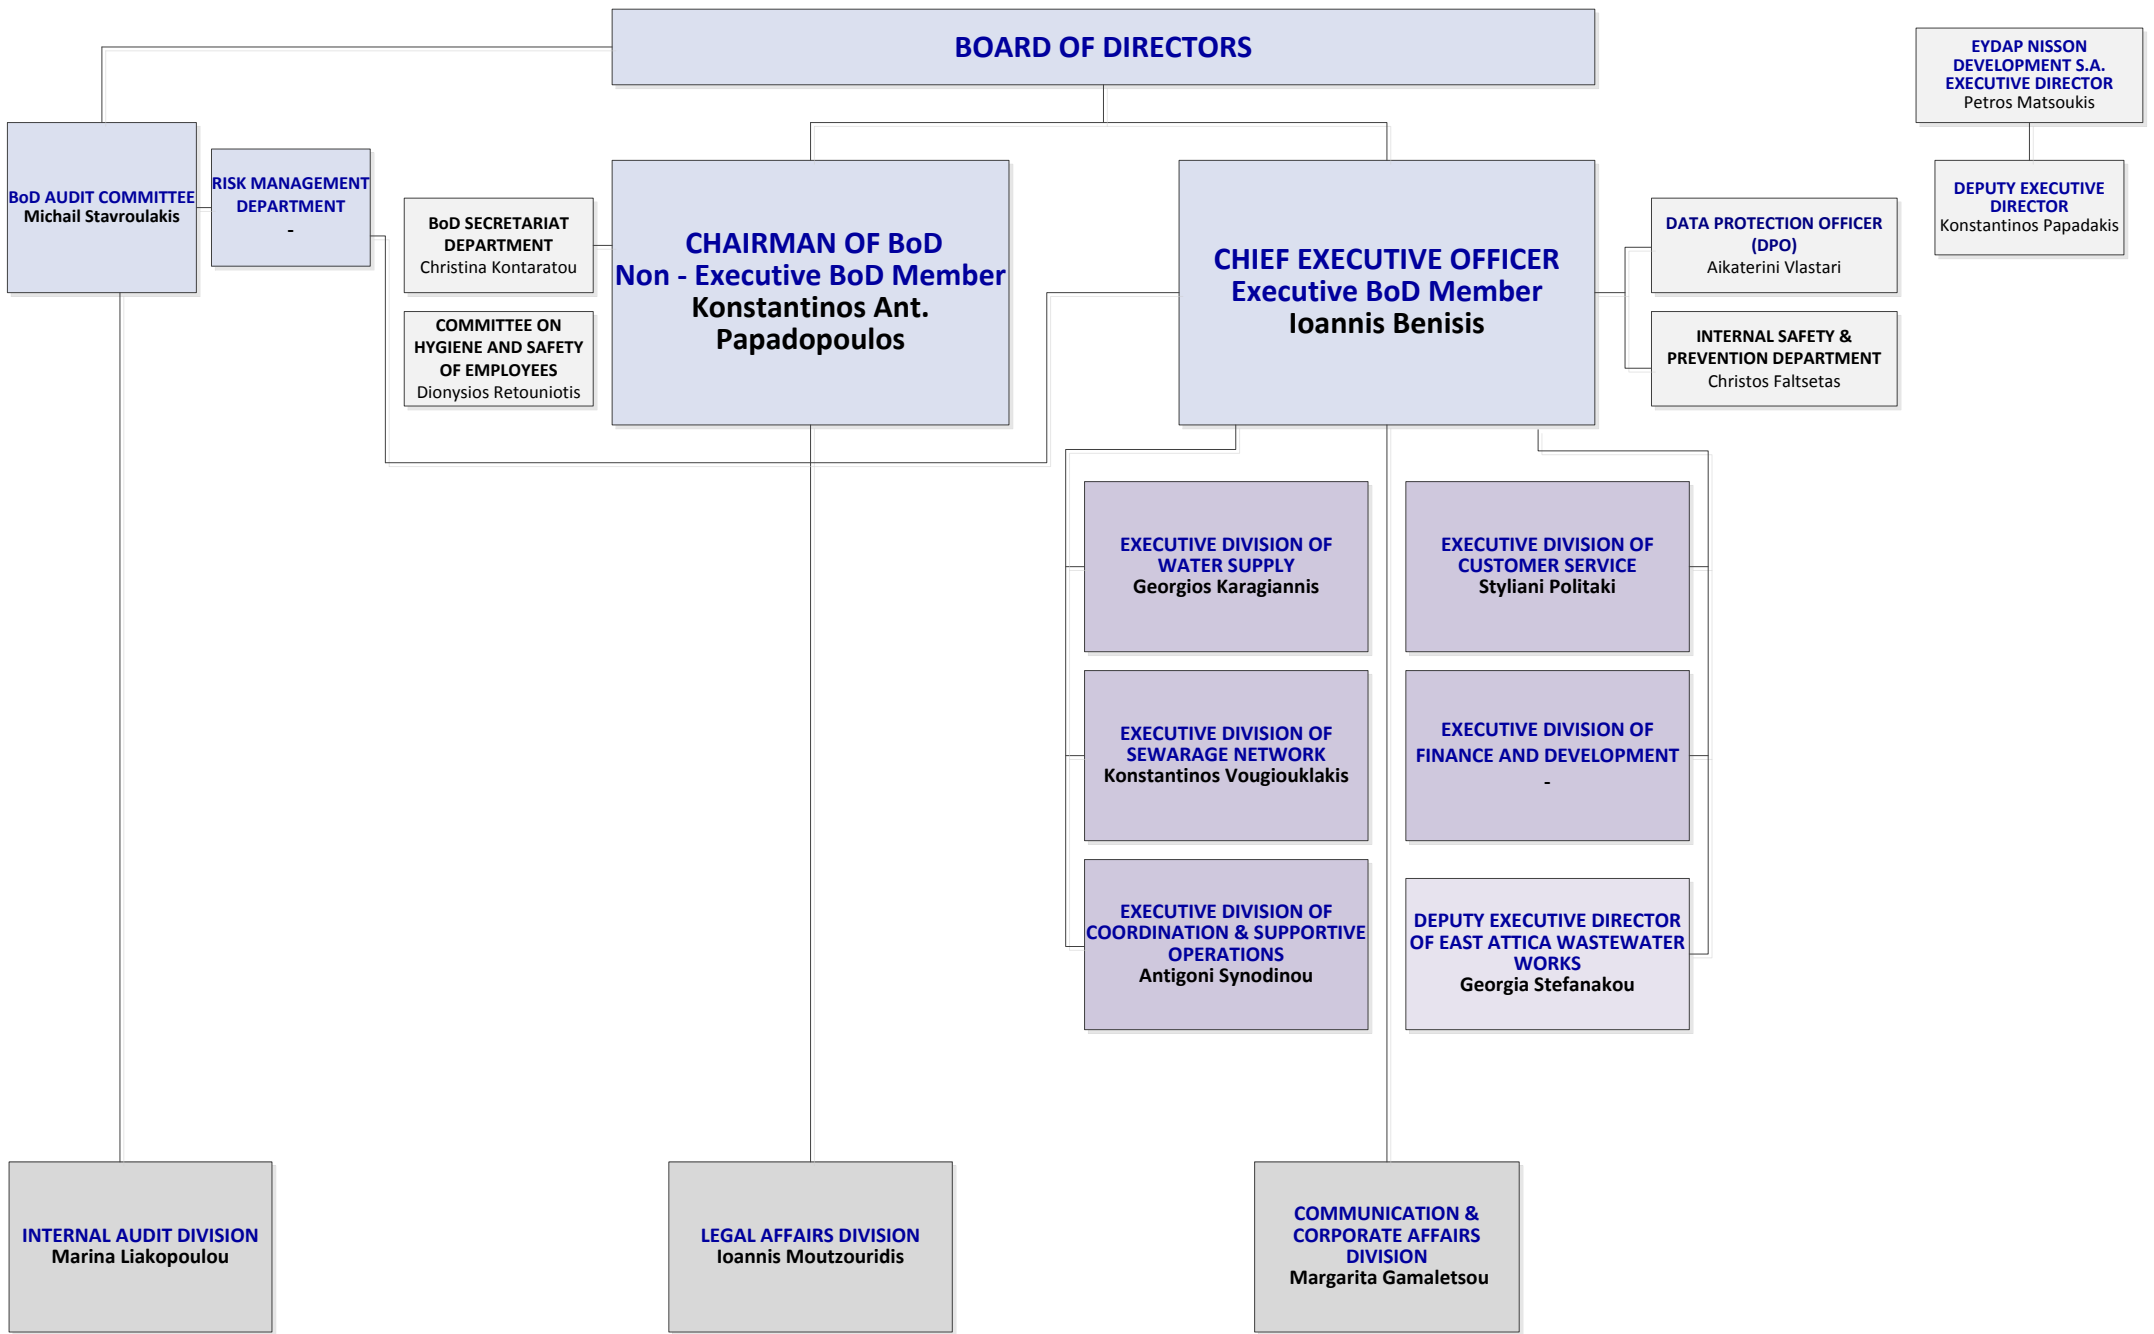 BOARD OF DIRECTORS
EYDAP NISSON
DEVELOPMENT S.A.
EXECUTIVE DIRECTOR
Petros Matsoukis
DEPUTY EXECUTIVE
DIRECTOR
Konstantinos Papadakis
BoD AUDIT COMMITTEE
Michail Stavroulakis
RISK MANAGEMENT
DEPARTMENT
-
BoD SECRETARIAT
DEPARTMENT
Christina Kontaratou
COMMITTEE ON
HYGIENE AND SAFETY
OF EMPLOYEES
Dionysios Retouniotis
CHAIRMAN OF BoD
Non - Executive BoD Member
Konstantinos Ant.
Papadopoulos
CHIEF EXECUTIVE OFFICER
Executive BoD Member
Ioannis Benisis
DATA PROTECTION OFFICER
(DPO)
Aikaterini Vlastari
INTERNAL SAFETY &
PREVENTION DEPARTMENT
Christos Faltsetas
EXECUTIVE DIVISION OF
WATER SUPPLY
Georgios Karagiannis
EXECUTIVE DIVISION OF
CUSTOMER SERVICE
Styliani Politaki
EXECUTIVE DIVISION OF
SEWARAGE NETWORK
Konstantinos Vougiouklakis
EXECUTIVE DIVISION OF
FINANCE AND DEVELOPMENT
-
EXECUTIVE DIVISION OF
COORDINATION & SUPPORTIVE
OPERATIONS
Antigoni Synodinou
DEPUTY EXECUTIVE DIRECTOR
OF EAST ATTICA WASTEWATER
WORKS
Georgia Stefanakou
INTERNAL AUDIT DIVISION
Marina Liakopoulou
LEGAL AFFAIRS DIVISION
Ioannis Moutzouridis
COMMUNICATION &
CORPORATE AFFAIRS
DIVISION
Margarita Gamaletsou